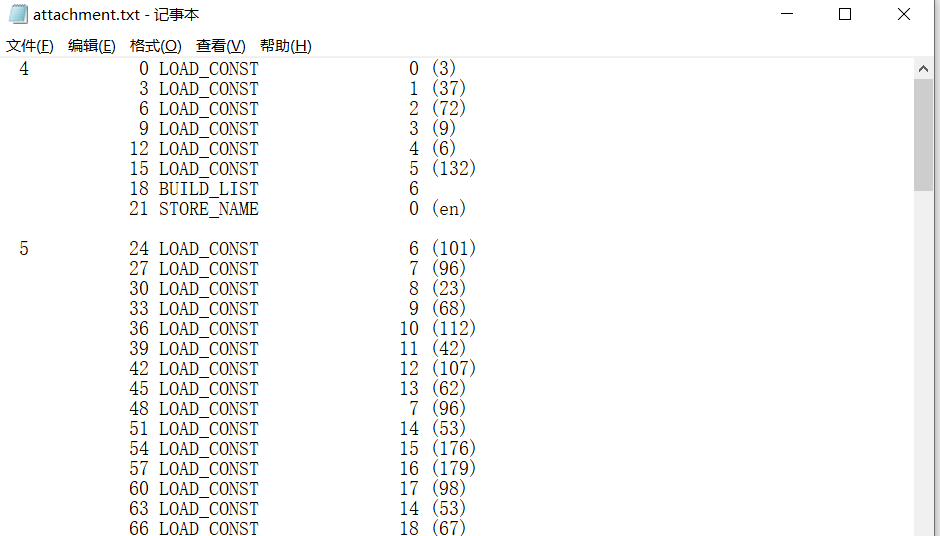 attachment.txt - 记事本
文件(F) 编辑(E) 格式(O) 查看(V) 帮助(H)
4 0 LOAD_CONST 0 (3)
3 LOAD_CONST 1 (37)
6 LOAD_CONST 2 (72)
9 LOAD_CONST 3 (9)
12 LOAD_CONST 4 (6)
15 LOAD_CONST 5 (132)
18 BUILD_LIST 6
21 STORE_NAME 0 (en)
5 24 LOAD_CONST 6 (101)
27 LOAD_CONST 7 (96)
30 LOAD_CONST 8 (23)
33 LOAD_CONST 9 (68)
36 LOAD_CONST 10 (112)
39 LOAD_CONST 11 (42)
42 LOAD_CONST 12 (107)
45 LOAD_CONST 13 (62)
48 LOAD_CONST 7 (96)
51 LOAD_CONST 14 (53)
54 LOAD_CONST 15 (176)
57 LOAD_CONST 16 (179)
60 LOAD_CONST 17 (98)
63 LOAD_CONST 14 (53)
66 LOAD_CONST 18 (67)